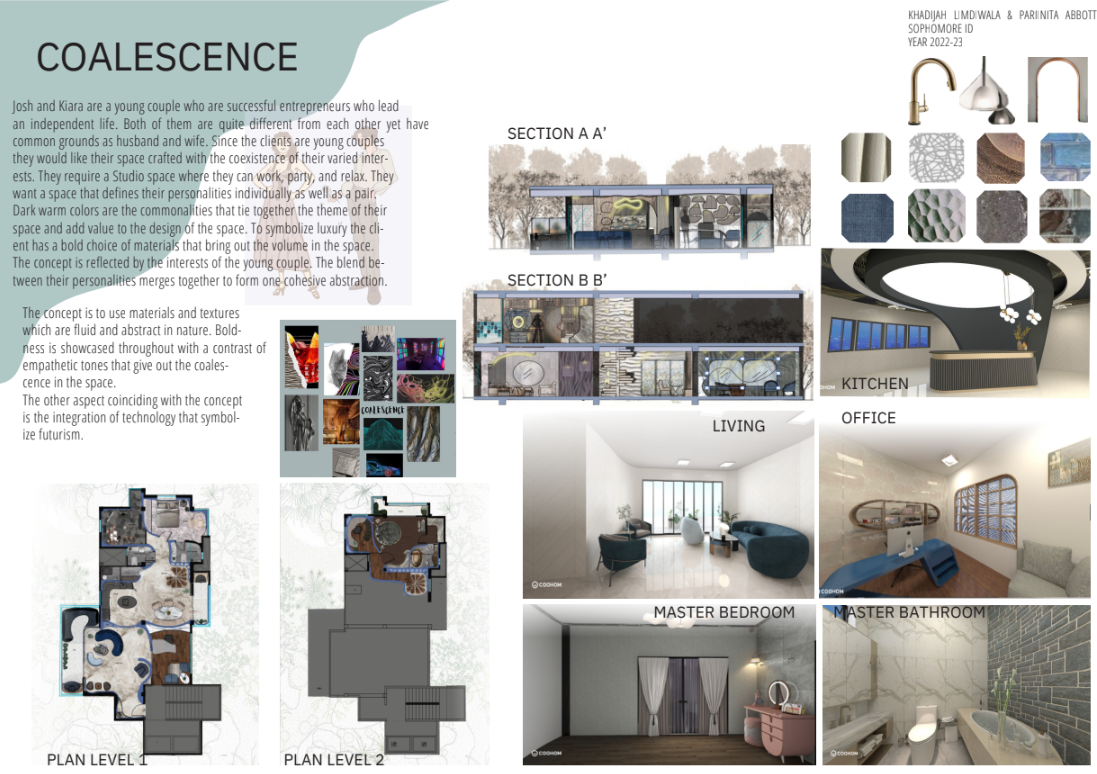 KHADIJAH LIMDIWALA & PARINITA ABBOTT
SOPHOMORE ID
YEAR 2022-23
COALESCENCE
Josh and Kiara are a young couple who are successful entrepreneurs who lead
an independent life. Both of them are quite different from each other yet have
common grounds as husband and wife. Since the clients are young couples
they would like their space crafted with the coexistence of their varied inter-
ests. They require a Studio space where they can work, party, and relax. They
want a space that defines their personalities individually as well as a pair.
Dark warm colors are the commonalities that tie together the theme of their
space and add value to the design of the space. To symbolize luxury the cli-
ent has a bold choice of materials that bring out the volume in the space.
The concept is reflected by the interests of the young couple. The blend be-
tween their personalities merges together to form one cohesive abstraction.
The concept is to use materials and textures
which are fluid and abstract in nature. Bold-
ness is showcased throughout with a contrast of
empathetic tones that give out the coales-
cence in the space.
The other aspect coinciding with the concept
is the integration of technology that symbol-
ize futurism.
COALESCENCE
SECTION A A'
SECTION B B'
KITCHEN
LIVING
COOHOM
OFFICE
COOHOM
MASTER BEDROOM
COOHOM
MASTER BATHROOM
COOHOM
PLAN LEVEL 1
PLAN LEVEL 2